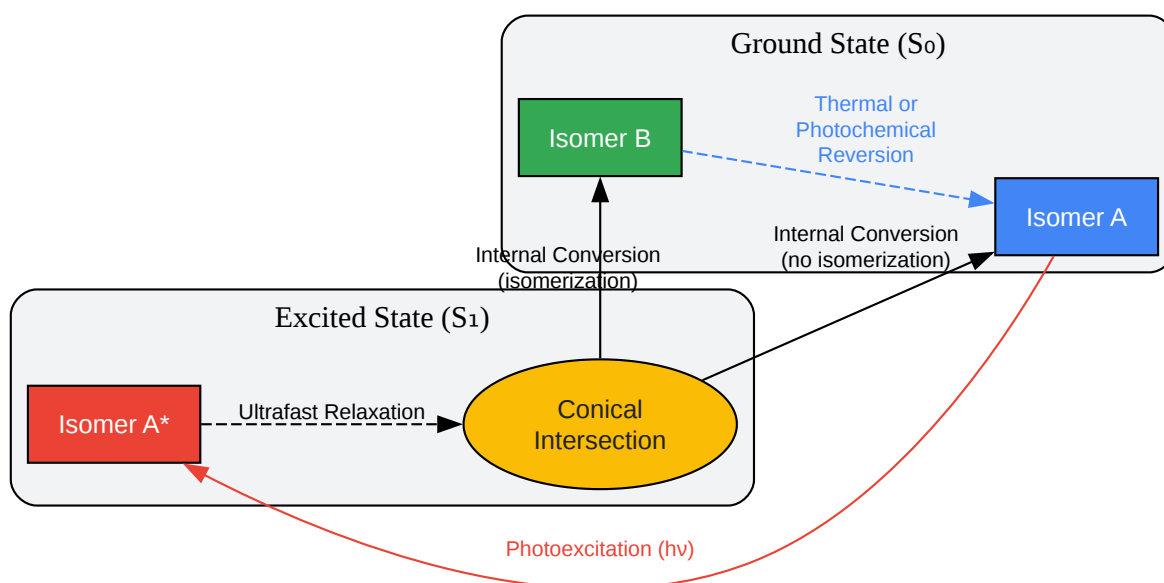 Ground State (S₀)
Isomer B
Thermal or
Photochemical
Reversion
Isomer A
Internal Conversion
(isomerization)
Internal Conversion
(no isomerization)
Excited State (S₁)
Isomer A*
Ultrafast Relaxation
Conical
Intersection
Photoexcitation (hν)